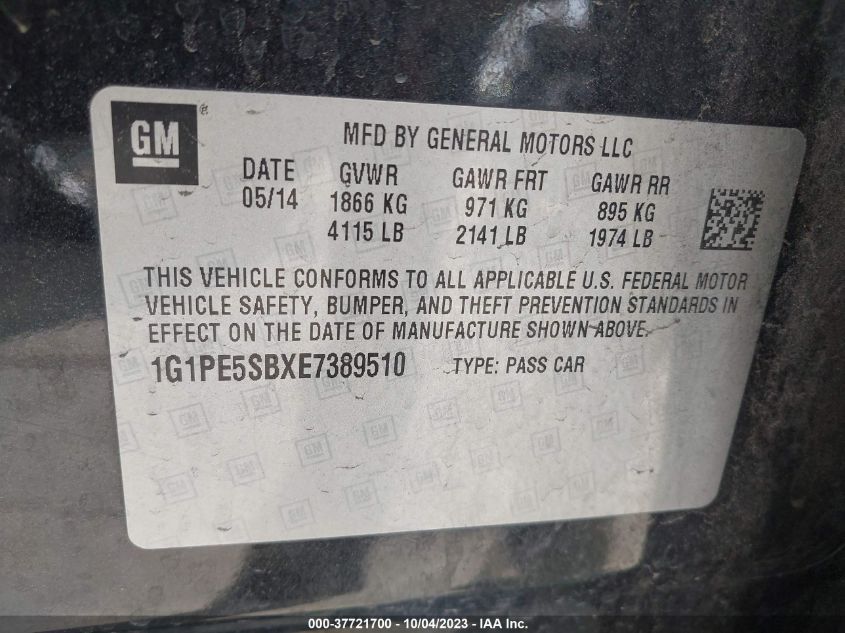 GM
®
MFD BY GENERAL MOTORS LLC
DATE GVWR GAWR FRT GAWR RR
05/14 1866 KG 971 KG 895 KG
4115 LB 2141 LB 1974 LB
THIS VEHICLE CONFORMS TO ALL APPLICABLE U.S. FEDERAL MOTOR
VEHICLE SAFETY, BUMPER, AND THEFT PREVENTION STANDARDS IN
EFFECT ON THE DATE OF MANUFACTURE SHOWN ABOVE.
1G1PE5SBXE7389510 TYPE: PASS CAR
000-37721700 - 10/04/2023 - IAA Inc.